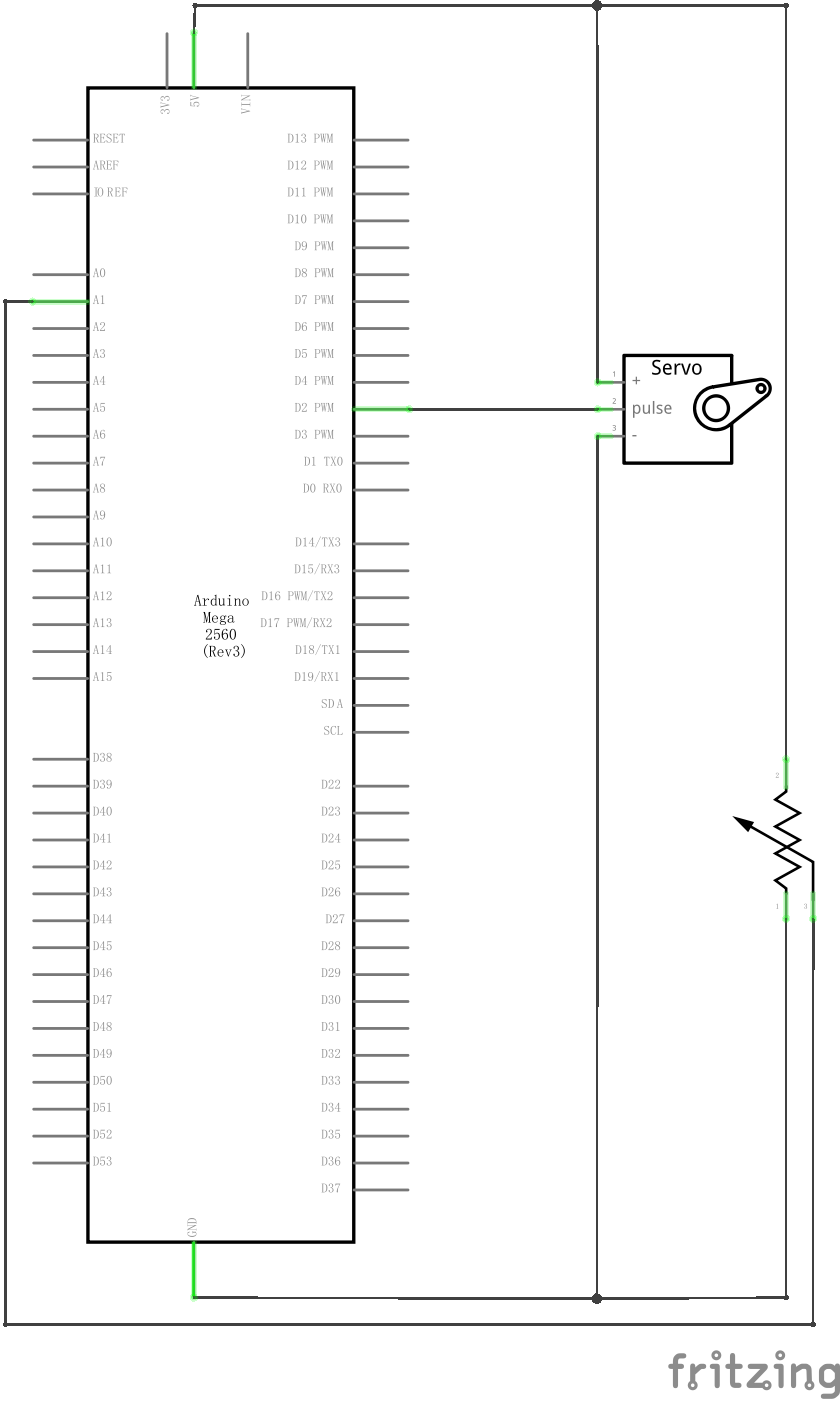 3V3 5V VIN
RESET D13 PWM
AREF D12 PWM
IO REF D11 PWM
D10 PWM
D9 PWM
A0 D8 PWM
A1 D7 PWM
A2 D6 PWM
A3 D5 PWM
A4 D4 PWM
A5 D2 PWM
A6 D3 PWM
A7 D1 TX0
A8 D0 RX0
A9
A10 D14/TX3
A11 D15/RX3
A12 D16 PWM/TX2
A13 D17 PWM/RX2
A14 D18/TX1
A15 D19/RX1
SDA
SCL
D38
D39 D22
D40 D23
D41 D24
D42 D25
D43 D26
D44 D27
D45 D28
D46 D29
D47 D30
D48 D31
D49 D32
D50 D33
D51 D34
D52 D35
D53 D36
D37
GND
Arduino
Mega
2560
(Rev3)
Servo
1 +
2 pulse
3 -
2
1 3
fritzing